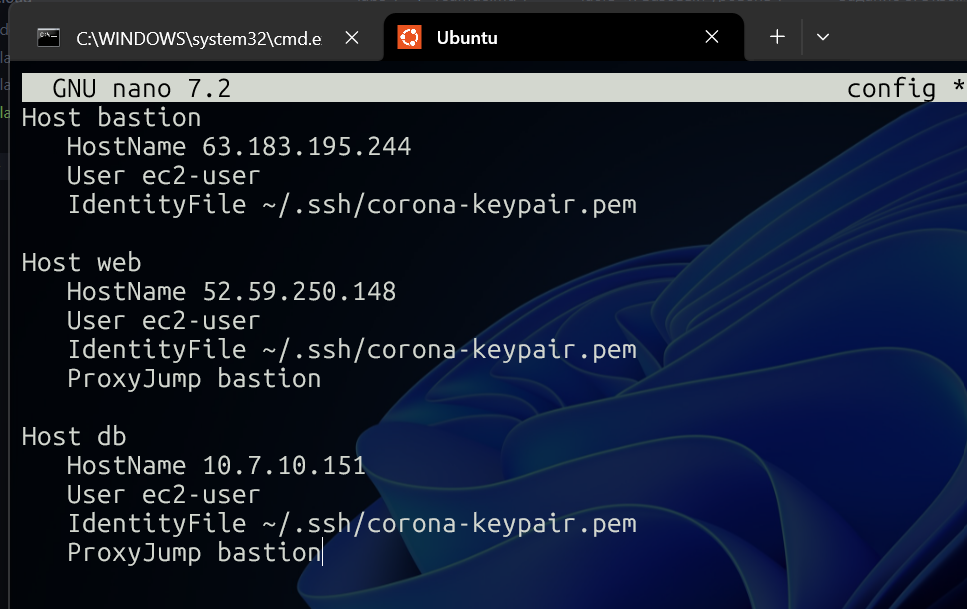 C:\WINDOWS\system32\cmd.e
Ubuntu
GNU nano 7.2 config *
Host bastion
HostName 63.183.195.244
User ec2-user
IdentityFile ~/.ssh/corona-keypair.pem
Host web
HostName 52.59.250.148
User ec2-user
IdentityFile ~/.ssh/corona-keypair.pem
ProxyJump bastion
Host db
HostName 10.7.10.151
User ec2-user
IdentityFile ~/.ssh/corona-keypair.pem
ProxyJump bastion